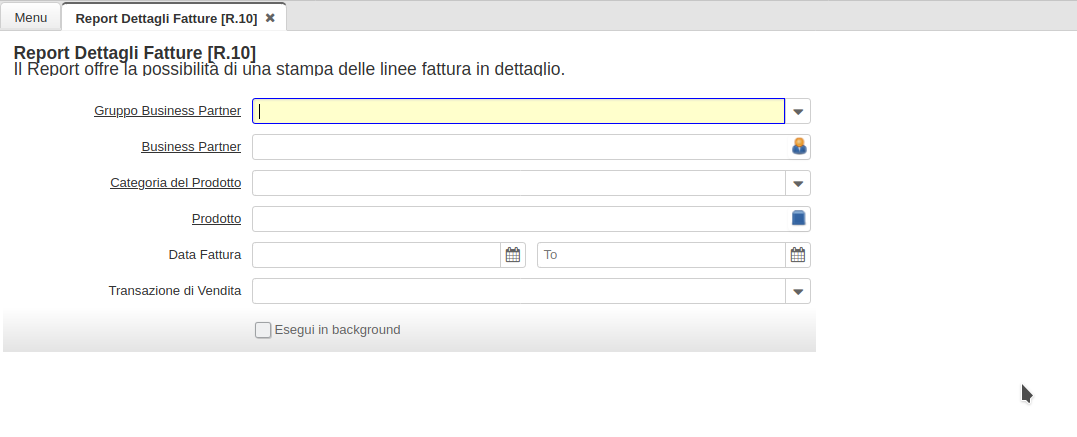 Menu
Report Dettagli Fatture [R.10]
Report Dettagli Fatture [R.10]
Il Report offre la possibilità di una stampa delle linee fattura in dettaglio.
Gruppo Business Partner
Business Partner
Categoria del Prodotto
Prodotto
Data Fattura To
Transazione di Vendita
Esegui in background